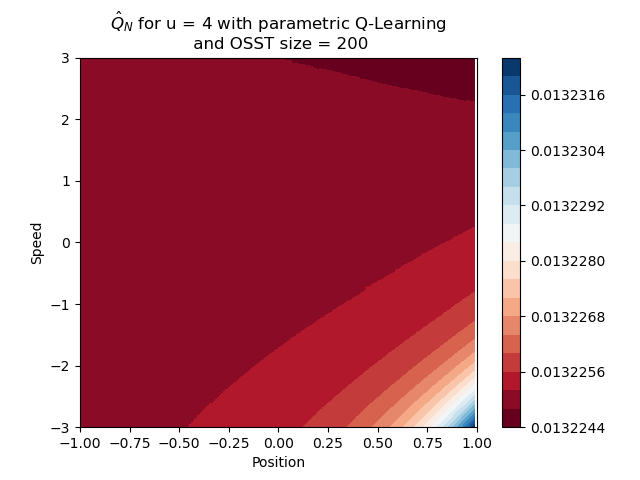 $\hat{Q}_N$ for u = 4 with parametric Q-Learning
and OSST size = 200
3
2
1
0
−1
−2
−3
Speed
−1.00 −0.75 −0.50 −0.25 0.00 0.25 0.50 0.75 1.00
Position
0.0132316
0.0132304
0.0132292
0.0132280
0.0132268
0.0132256
0.0132244